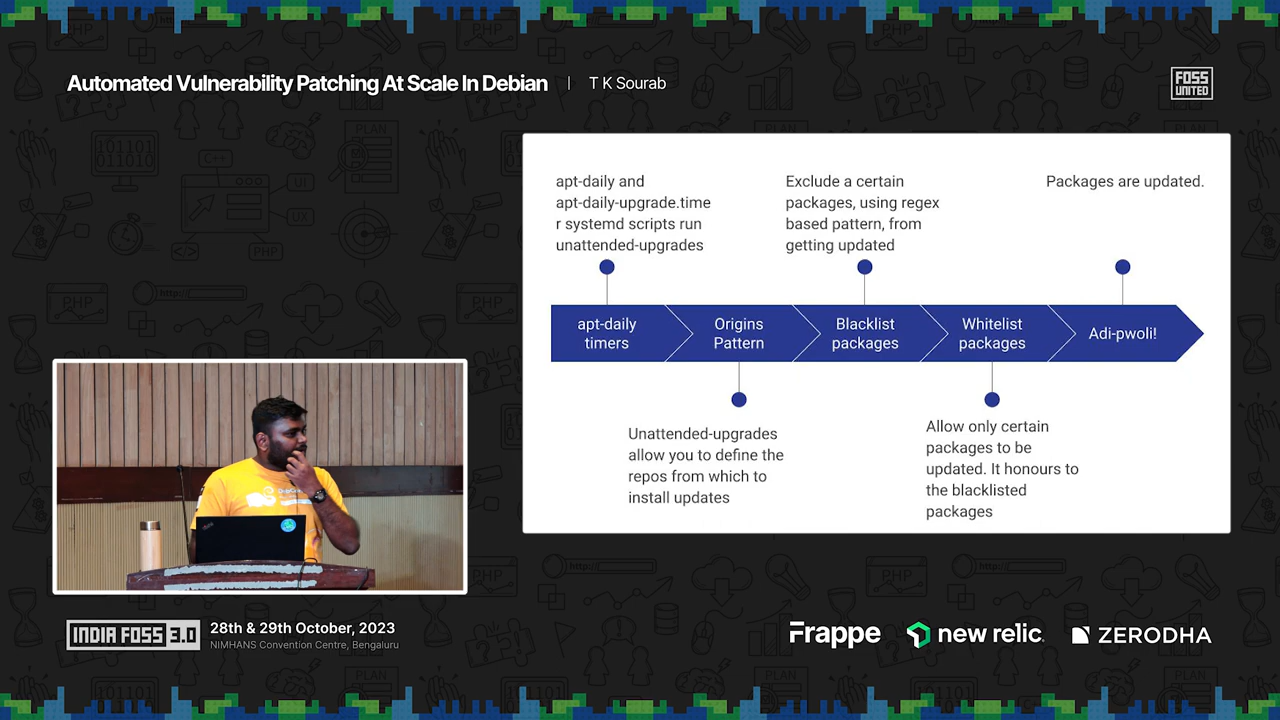 Automated Vulnerability Patching At Scale In Debian | T K Sourab
FOSS
UNITED
apt-daily and
apt-daily-upgrade.time
r systemd scripts run
unattended-upgrades
Exclude a certain
packages, using regex
based pattern, from
getting updated
Packages are updated.
apt-daily
timers
Origins
Pattern
Blacklist
packages
Whitelist
packages
Adi-pwoli!
Unattended-upgrades
allow you to define the
repos from which to
install updates
Allow only certain
packages to be
updated. It honours to
the blacklisted
packages
INDIA FOSS 3.0
28th & 29th October, 2023
NIMHANS Convention Centre, Bengaluru
Frappe
new relic
ZERODHA